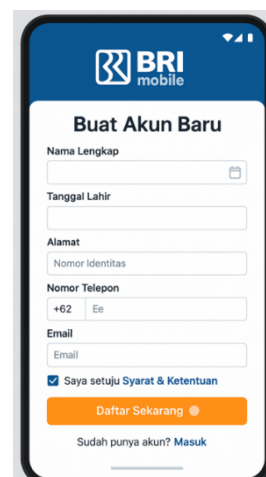 BRI
mobile
Buat Akun Baru
Nama Lengkap
Tanggal Lahir
Alamat
Nomor Identitas
Nomor Telepon
+62 Ee
Email
Email
Saya setuju Syarat & Ketentuan
Daftar Sekarang
Sudah punya akun? Masuk